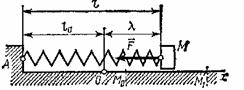 l
l₀ λ
F⃗ M
A
O M₀ M₁ x